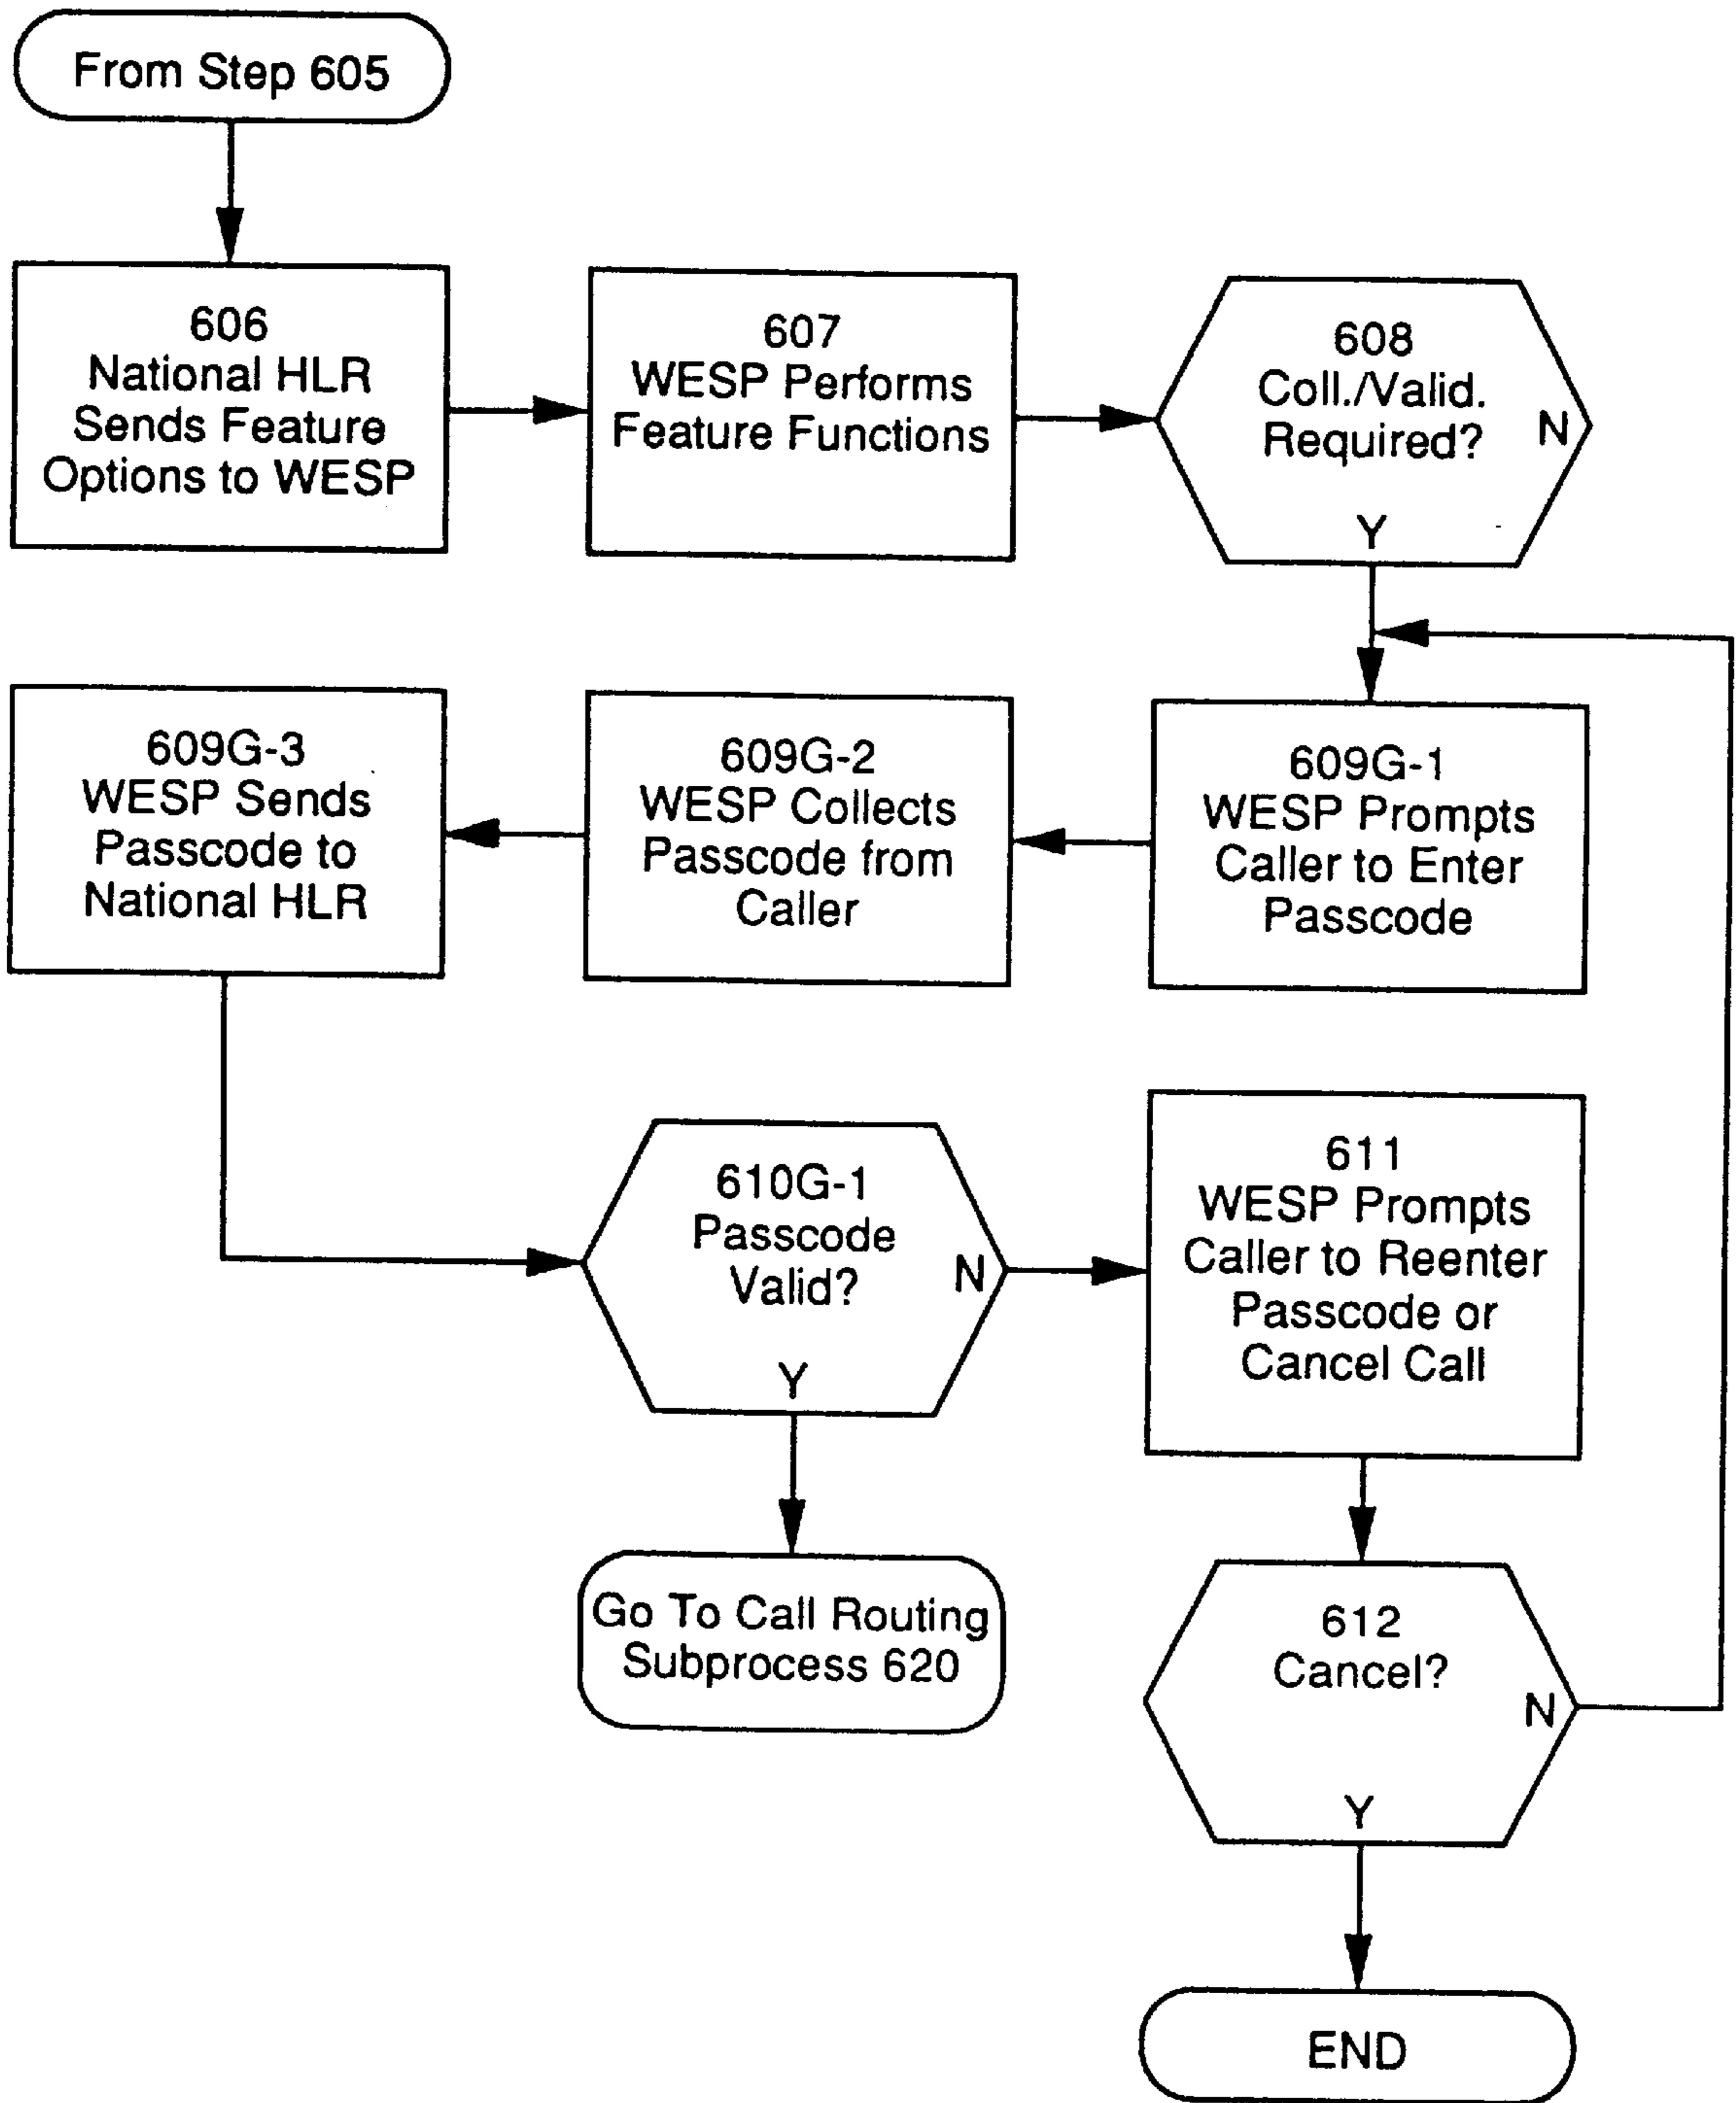 From Step 605
606
National HLR
Sends Feature
Options to WESP
607
WESP Performs
Feature Functions
608
Coll./Valid.
Required?
N
Y
609G-3
WESP Sends
Passcode to
National HLR
609G-2
WESP Collects
Passcode from
Caller
609G-1
WESP Prompts
Caller to Enter
Passcode
610G-1
Passcode
Valid?
N
Y
611
WESP Prompts
Caller to Reenter
Passcode or
Cancel Call
Go To Call Routing
Subprocess 620
612
Cancel?
N
Y
END